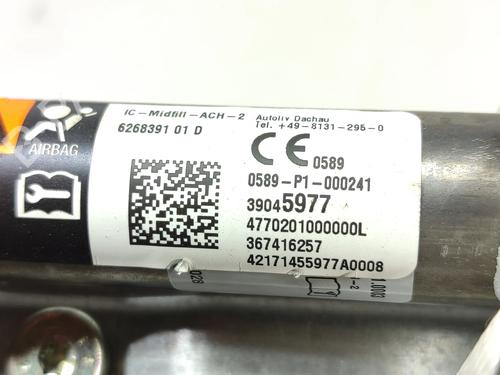 IC-Midfill-ACH-2
Autoliv Dachau
6268391 01 D
Tel. +49-8131-295-0
AIRBAG
CE 0589
0589-P1-000241
39045977
4770201000000L
367416257
42171455977A0008
028